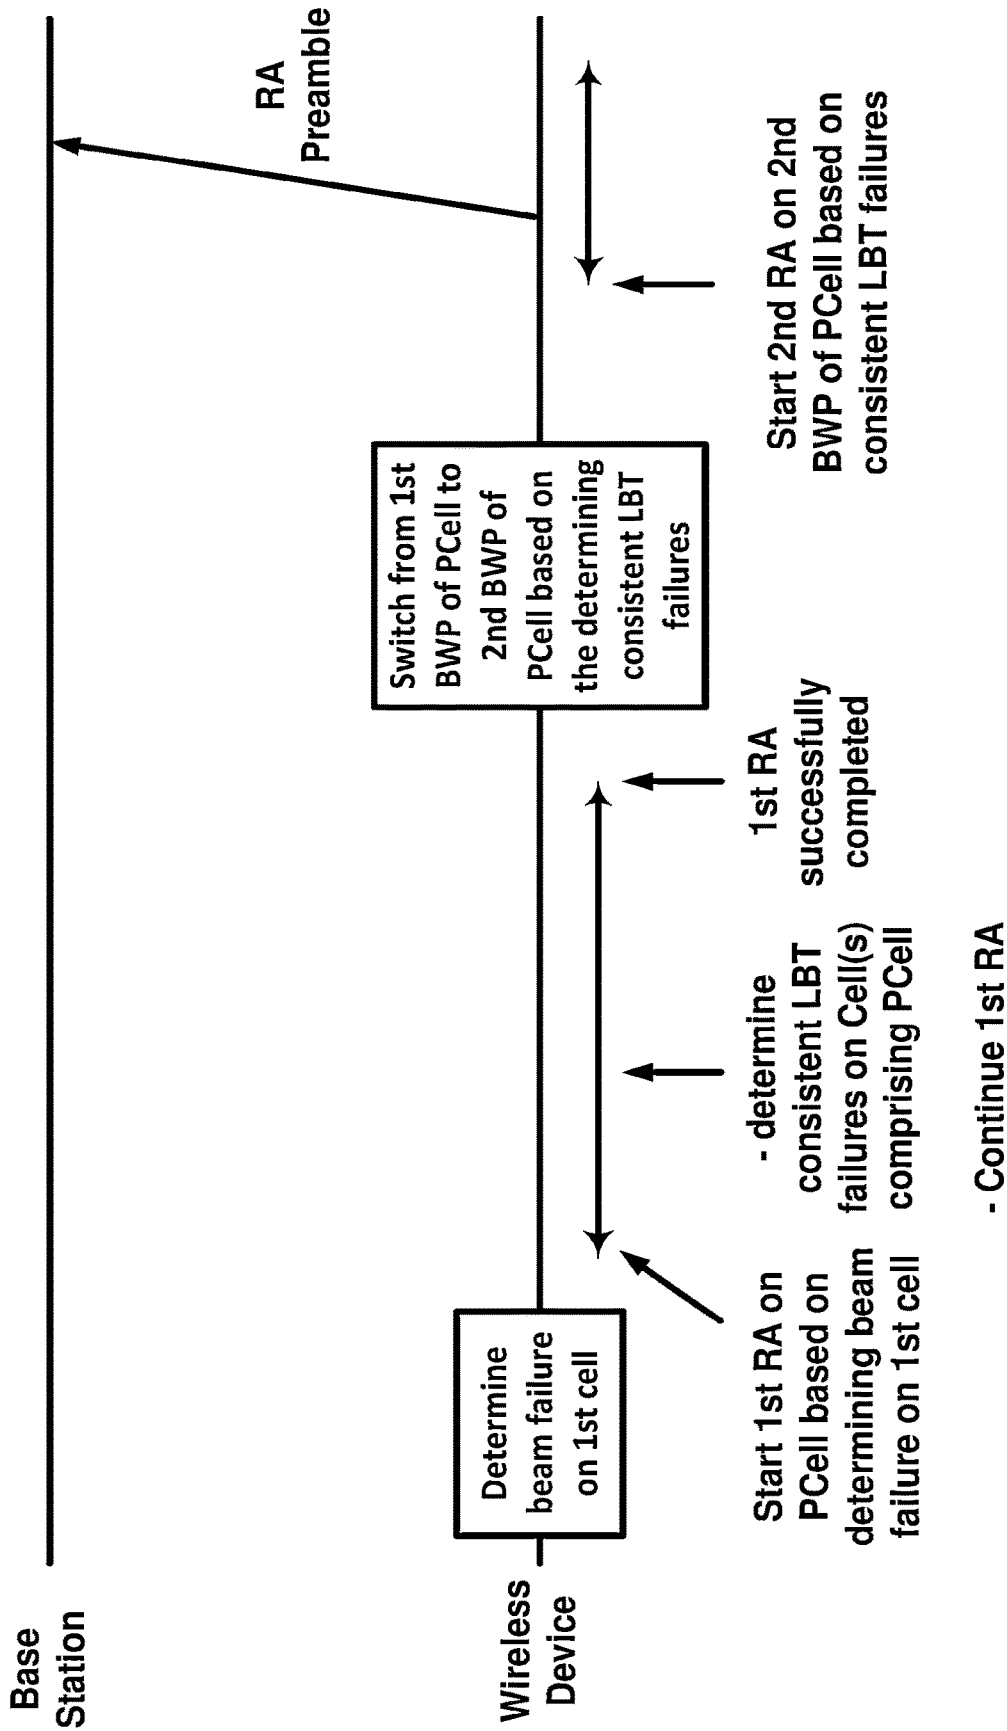 Base
Station
RA
Preamble
Wireless
Device
Determine
beam failure
on 1st cell
Switch from 1st
BWP of PCell to
2nd BWP of
PCell based on
the determining
consistent LBT
failures
Start 1st RA on
PCell based on
determining beam
failure on 1st cell
- determine
consistent LBT
failures on Cell(s)
comprising PCell
- Continue 1st RA
1st RA
successfully
completed
Start 2nd RA on 2nd
BWP of PCell based on
consistent LBT failures